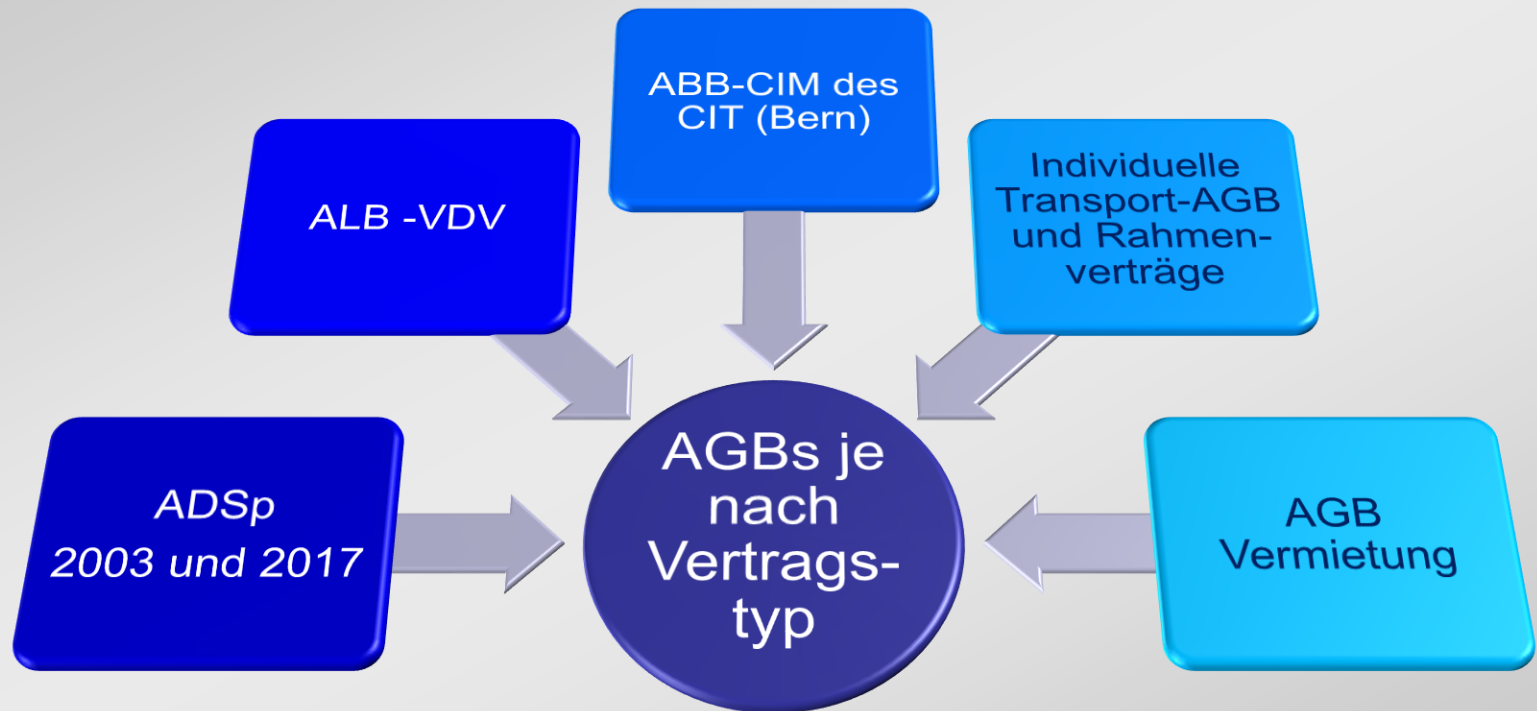 ABB-CIM des
CIT (Bern)
ALB -VDV
Individuelle
Transport-AGB
und Rahmen-
verträge
ADSp
2003 und 2017
AGBs je
nach
Vertrags-
typ
AGB
Vermietung